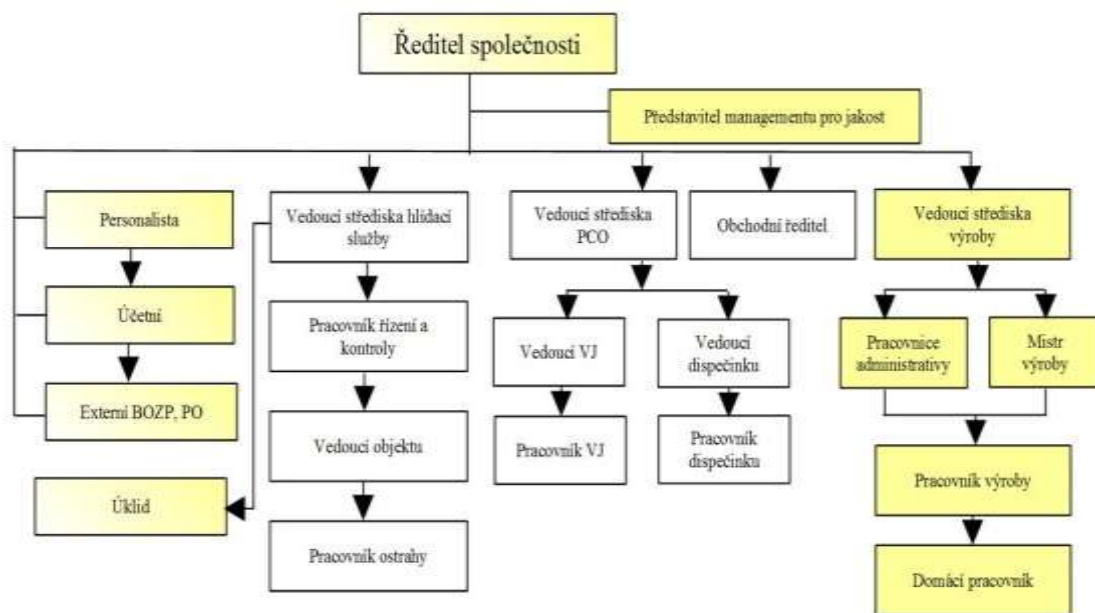 Ředitel společnosti
Představitel managementu pro jakost
Personalista
Vedoucí střediska hlídací
služby
Vedoucí střediska
PCO
Obchodní ředitel
Vedoucí střediska
výroby
Účetní
Pracovník řízení a
kontroly
Vedoucí VJ
Vedoucí
dispečinku
Pracovnice
administrativy
Mistr
výroby
Externí BOZP, PO
Vedoucí objektu
Pracovník VJ
Pracovník
dispečinku
Pracovník výroby
Úklid
Pracovník ostrahy
Domácí pracovník